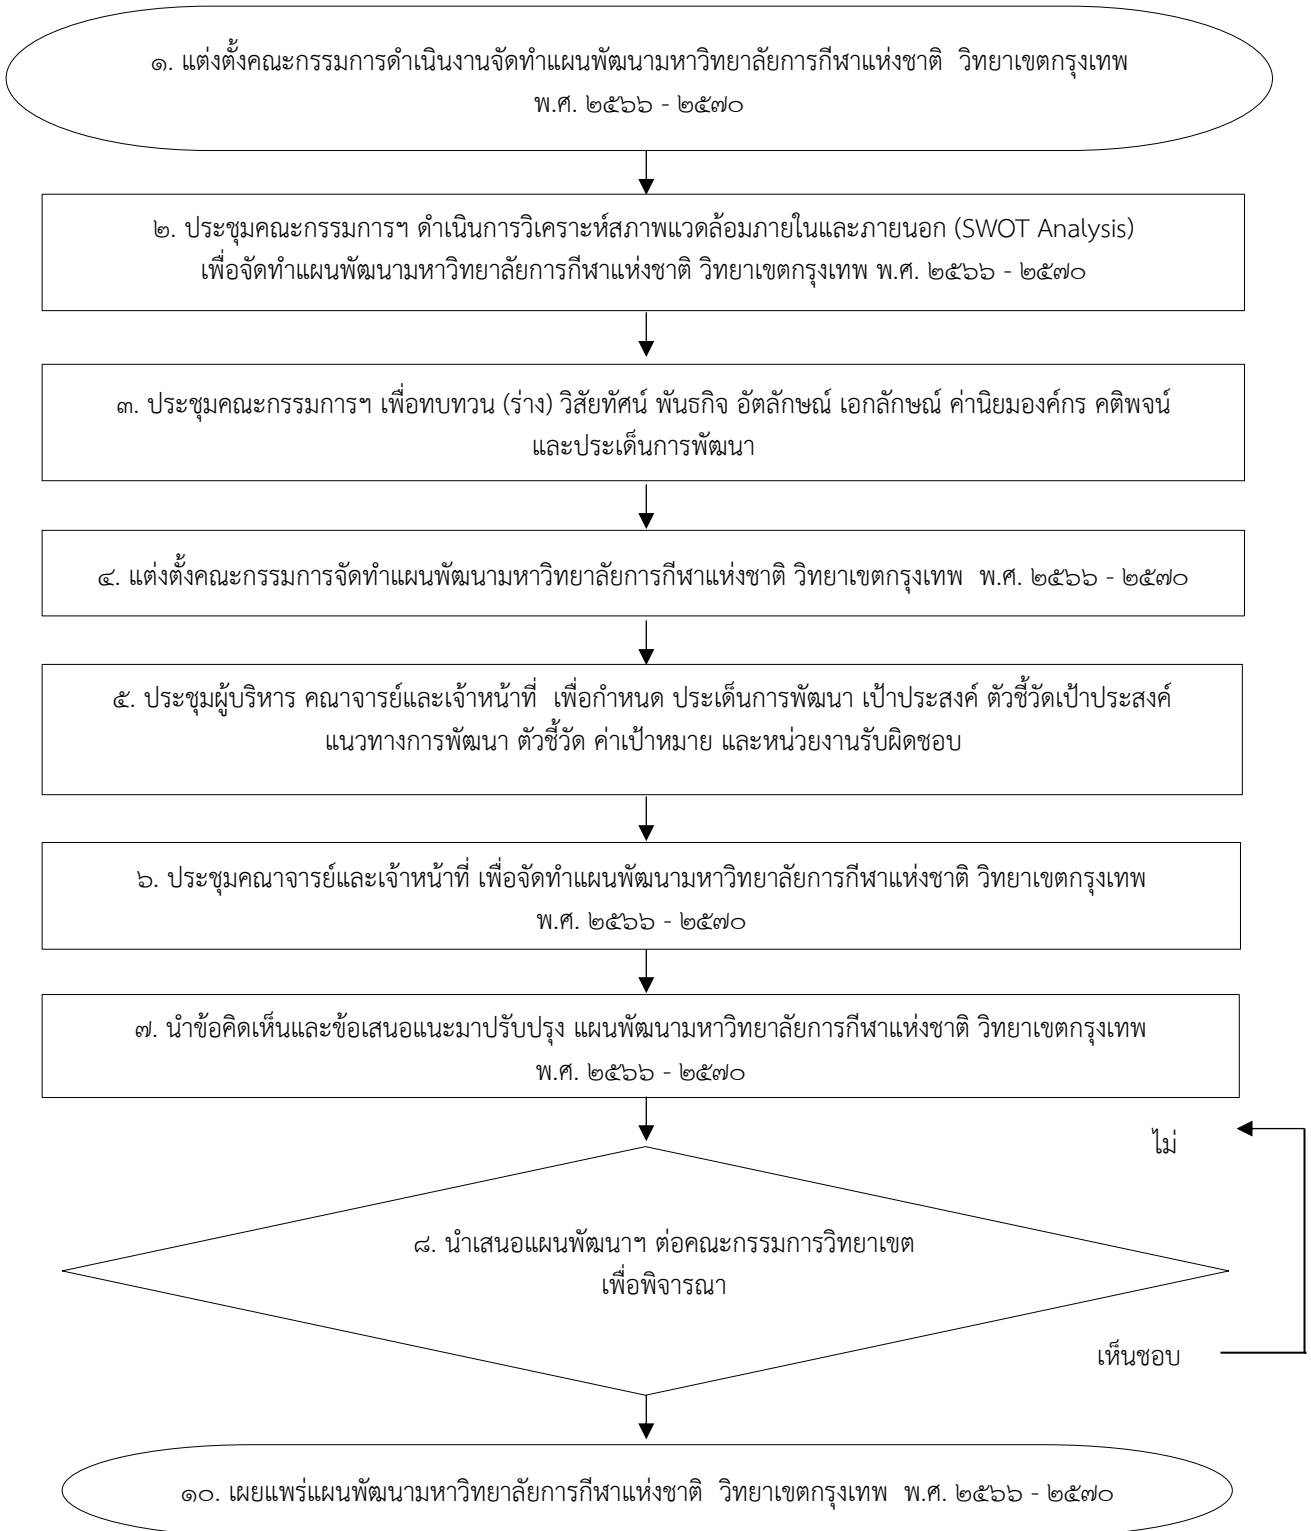 ๑. แต่งตั้งคณะกรรมการดำเนินงานจัดทำแผนพัฒนามหาวิทยาลัยการกีฬาแห่งชาติ วิทยาเขตกรุงเทพ
พ.ศ. ๒๕๖๖ - ๒๕๗๐
๒. ประชุมคณะกรรมการฯ ดำเนินการวิเคราะห์สภาพแวดล้อมภายในและภายนอก (SWOT Analysis)
เพื่อจัดทำแผนพัฒนามหาวิทยาลัยการกีฬาแห่งชาติ วิทยาเขตกรุงเทพ พ.ศ. ๒๕๖๖ - ๒๕๗๐
๓. ประชุมคณะกรรมการฯ เพื่อทบทวน (ร่าง) วิสัยทัศน์ พันธกิจ อัตลักษณ์ เอกลักษณ์ ค่านิยมองค์กร คติพจน์
และประเด็นการพัฒนา
๔. แต่งตั้งคณะกรรมการจัดทำแผนพัฒนามหาวิทยาลัยการกีฬาแห่งชาติ วิทยาเขตกรุงเทพ พ.ศ. ๒๕๖๖ - ๒๕๗๐
๕. ประชุมผู้บริหาร คณาจารย์และเจ้าหน้าที่ เพื่อกำหนด ประเด็นการพัฒนา เป้าประสงค์ ตัวชี้วัดเป้าประสงค์
แนวทางการพัฒนา ตัวชี้วัด ค่าเป้าหมาย และหน่วยงานรับผิดชอบ
๖. ประชุมคณาจารย์และเจ้าหน้าที่ เพื่อจัดทำแผนพัฒนามหาวิทยาลัยการกีฬาแห่งชาติ วิทยาเขตกรุงเทพ
พ.ศ. ๒๕๖๖ - ๒๕๗๐
๗. นำข้อคิดเห็นและข้อเสนอแนะมาปรับปรุง แผนพัฒนามหาวิทยาลัยการกีฬาแห่งชาติ วิทยาเขตกรุงเทพ
พ.ศ. ๒๕๖๖ - ๒๕๗๐
ไม่
๘. นำเสนอแผนพัฒนาฯ ต่อคณะกรรมการวิทยาเขต
เพื่อพิจารณา
เห็นชอบ
๑๐. เผยแพร่แผนพัฒนามหาวิทยาลัยการกีฬาแห่งชาติ วิทยาเขตกรุงเทพ พ.ศ. ๒๕๖๖ - ๒๕๗๐